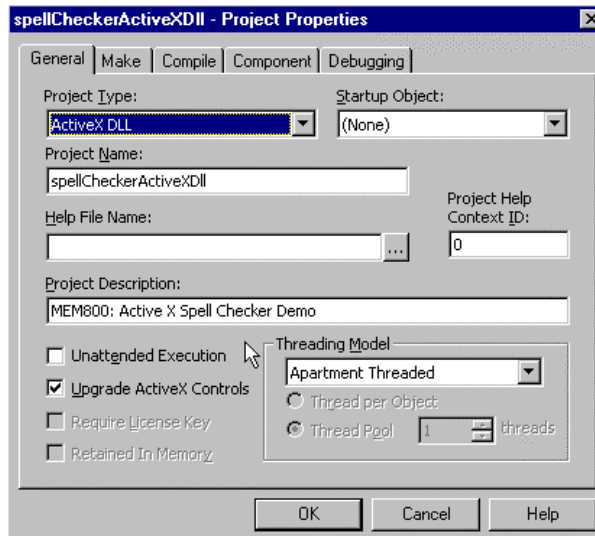 spellCheckerActiveXDll - Project Properties
General Make Compile Component Debugging
Project Type: Startup Object:
ActiveX DLL (None)
Project Name:
spellCheckerActiveXDll
Project Help Context ID:
Help File Name:
... 0
Project Description:
MEM800: Active X Spell Checker Demo
Unattended Execution
Upgrade ActiveX Controls
Require License Key
Retained In Memory
Threading Model
Apartment Threaded
Thread per Object
Thread Pool 1 threads
OK Cancel Help